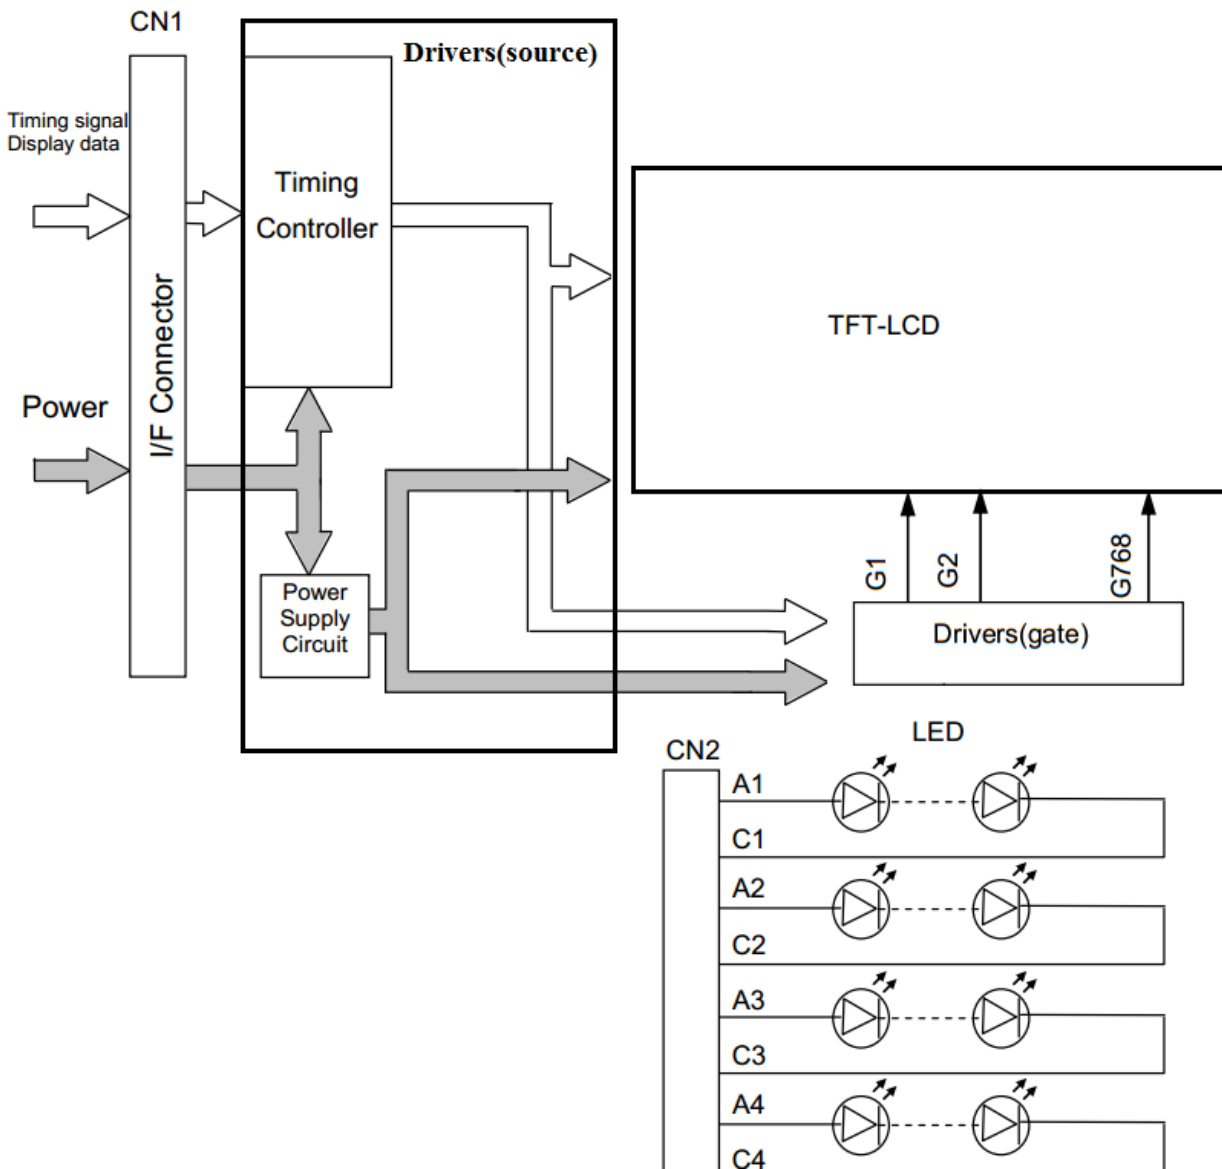 CN1
Drivers(source)
Timing signal
Display data
Timing
Controller
I/F Connector
Power
TFT-LCD
Power
Supply
Circuit
G1
G2
G768
Drivers(gate)
LED
CN2
A1
C1
A2
C2
A3
C3
A4
C4